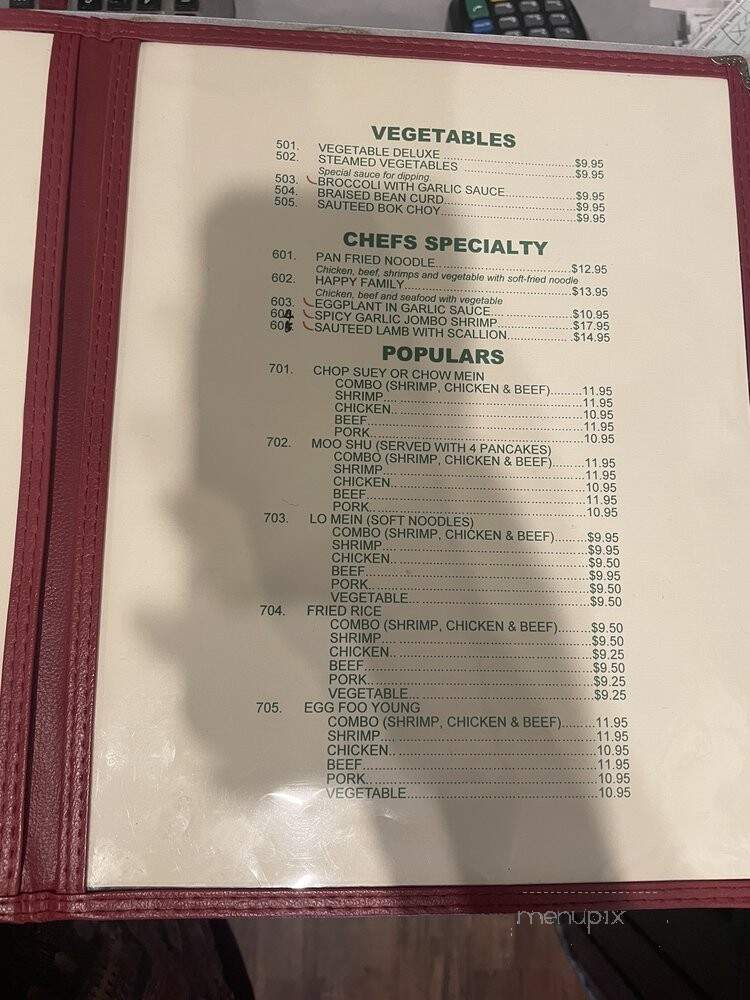 VEGETABLES
501. VEGETABLE DELUXE $9.95
502. STEAMED VEGETABLES $9.95
Special sauce for dipping.
503. BROCCOLI WITH GARLIC SAUCE $9.95
504. BRAISED BEAN CURD $9.95
505. SAUTEED BOK CHOY $9.95
CHEFS SPECIALTY
601. PAN FRIED NOODLE $12.95
Chicken, beef, shrimps and vegetable with soft-fried noodle
602. HAPPY FAMILY $13.95
Chicken, beef and seafood with vegetable
603. EGGPLANT IN GARLIC SAUCE $10.95
604 SPICY GARLIC JOMBO SHRIMP $17.95
605 SAUTEED LAMB WITH SCALLION $14.95
POPULARS
701. CHOP SUEY OR CHOW MEIN
COMBO (SHRIMP, CHICKEN & BEEF) 11.95
SHRIMP 11.95
CHICKEN 10.95
BEEF 11.95
PORK 10.95
702. MOO SHU (SERVED WITH 4 PANCAKES)
COMBO (SHRIMP, CHICKEN & BEEF) 11.95
SHRIMP 11.95
CHICKEN 10.95
BEEF 11.95
PORK 10.95
703. LO MEIN (SOFT NOODLES)
COMBO (SHRIMP, CHICKEN & BEEF) $9.95
SHRIMP $9.95
CHICKEN $9.50
BEEF $9.95
PORK $9.50
VEGETABLE $9.50
704. FRIED RICE
COMBO (SHRIMP, CHICKEN & BEEF) $9.50
SHRIMP $9.50
CHICKEN $9.25
BEEF $9.50
PORK $9.25
VEGETABLE $9.25
705. EGG FOO YOUNG
COMBO (SHRIMP, CHICKEN & BEEF) 11.95
SHRIMP 11.95
CHICKEN 10.95
BEEF 11.95
PORK 10.95
VEGETABLE 10.95
menupix